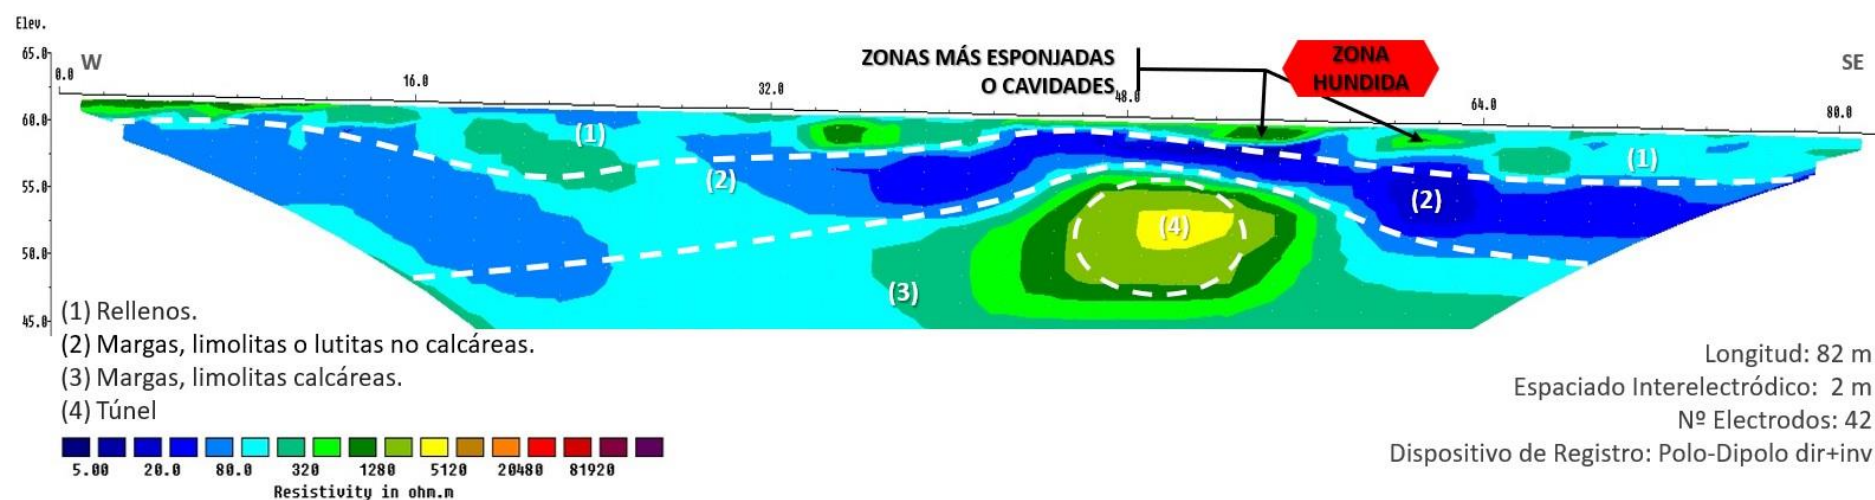 Elev.
65.0
W
0.0
16.0
32.0
48.0
64.0
80.0
SE
ZONAS MÁS ESPONJADAS
O CAVIDADES
ZONA
HUNDIDA
60.0
55.0
50.0
45.0
(1)
(2)
(3)
(4)
(2)
(1)
(1) Rellenos.
(2) Margas, limolitas o lutitas no calcáreas.
(3) Margas, limolitas calcáreas.
(4) Túnel
5.00 20.0 80.0 320 1280 5120 20480 81920
Resistivity in ohm.m
Longitud: 82 m
Espaciado Interelectródico: 2 m
Nº Electrodos: 42
Dispositivo de Registro: Polo-Dipolo dir+inv